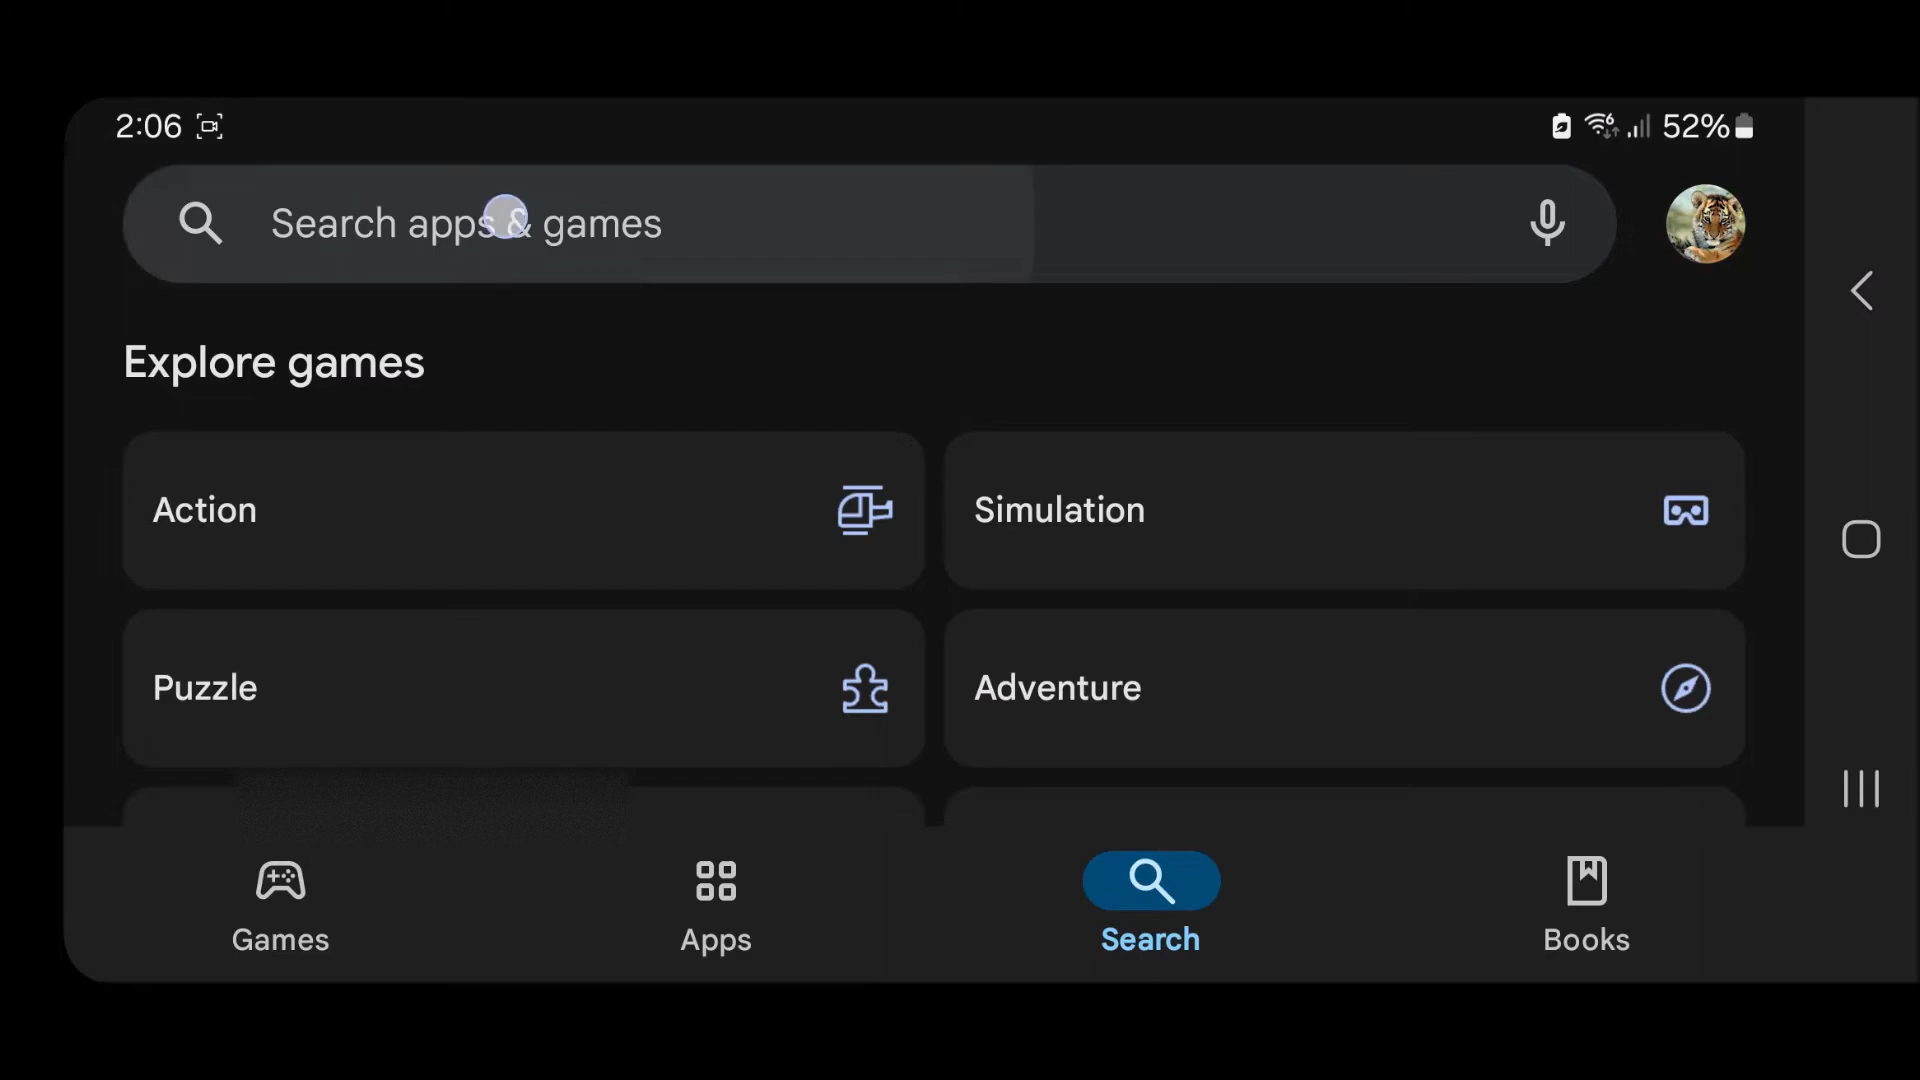 2:06
52%
Search apps & games
Explore games
Action
Simulation
Puzzle
Adventure
Games
Apps
Search
Books